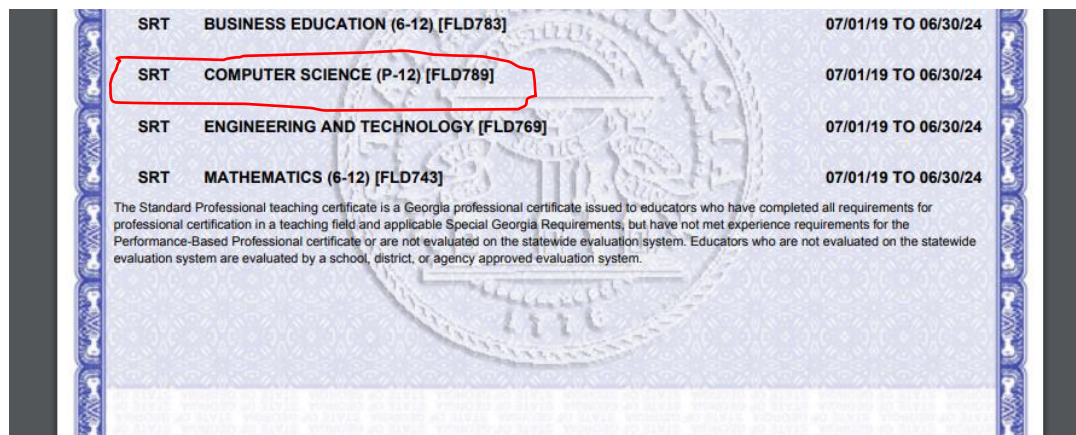 SRT BUSINESS EDUCATION (6-12) [FLD783] 07/01/19 TO 06/30/24
SRT COMPUTER SCIENCE (P-12) [FLD789] 07/01/19 TO 06/30/24
SRT ENGINEERING AND TECHNOLOGY [FLD769] 07/01/19 TO 06/30/24
SRT MATHEMATICS (6-12) [FLD743] 07/01/19 TO 06/30/24
The Standard Professional teaching certificate is a Georgia professional certificate issued to educators who have completed all requirements for
professional certification in a teaching field and applicable Special Georgia Requirements, but have not met experience requirements for the
Performance-Based Professional certificate or are not evaluated on the statewide evaluation system. Educators who are not evaluated on the statewide
evaluation system are evaluated by a school, district, or agency approved evaluation system.
CONSTITUTION
JUSTICE
1776